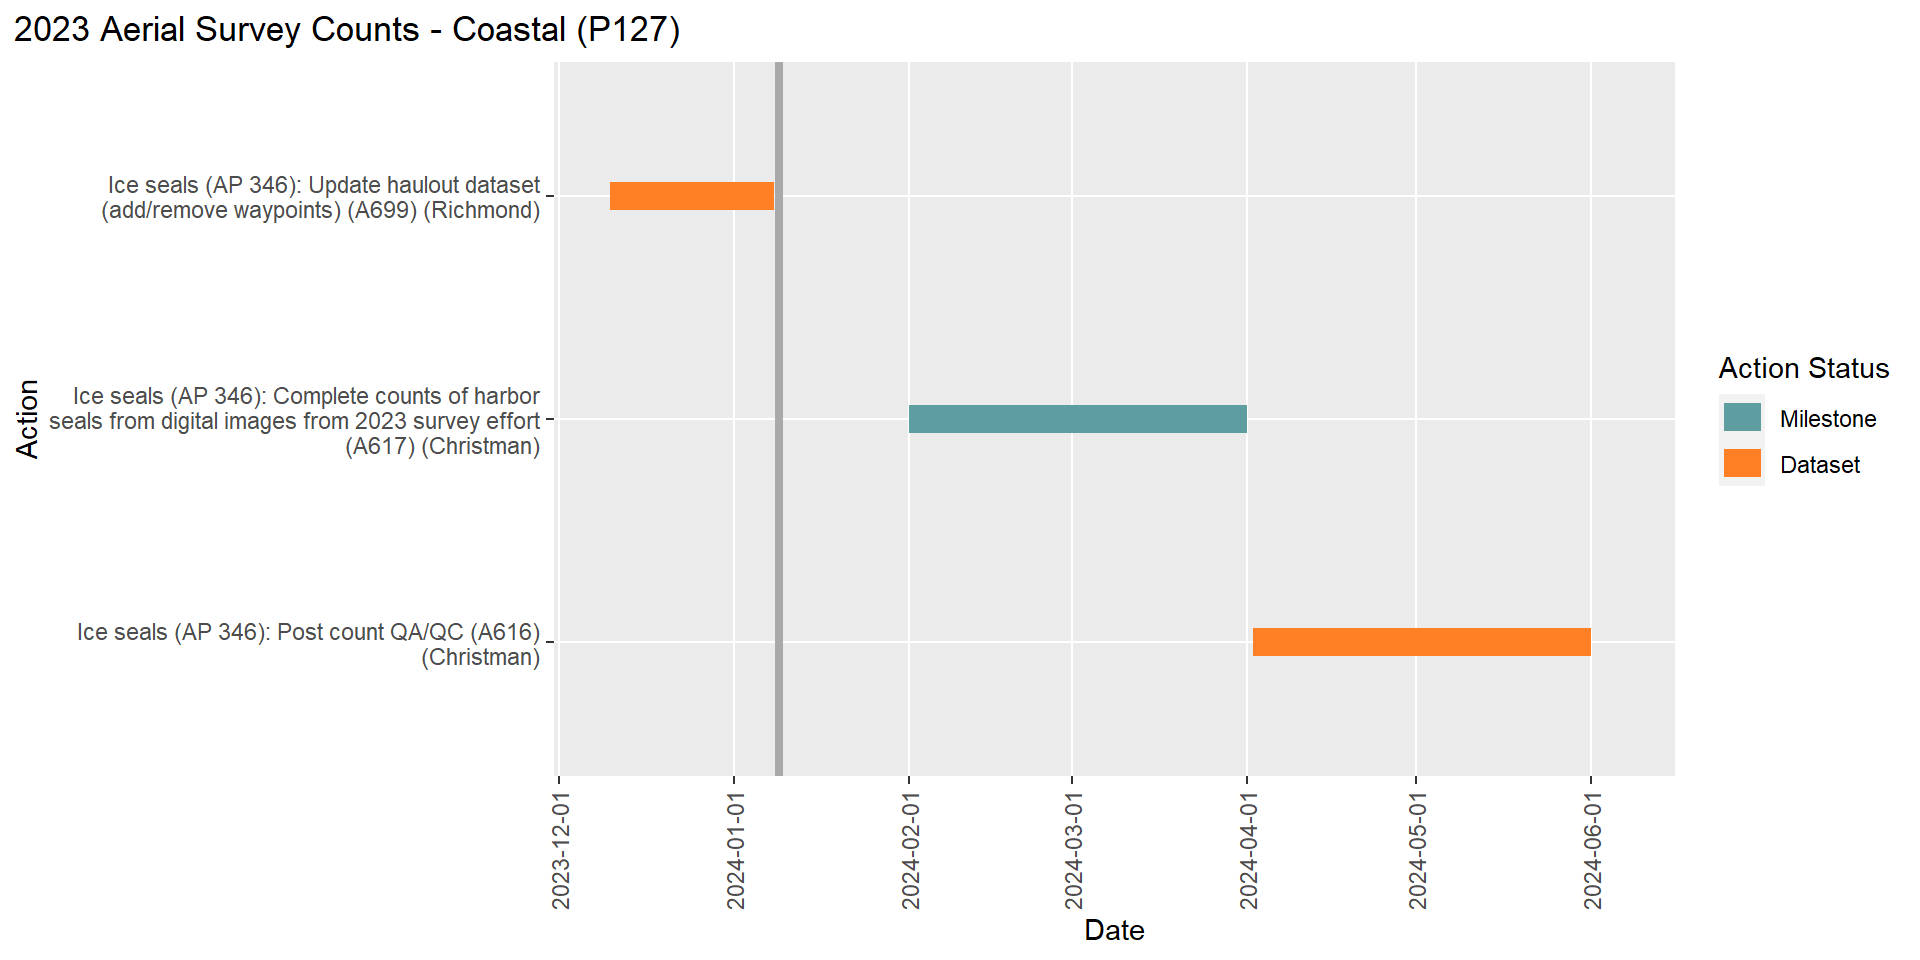 2023 Aerial Survey Counts - Coastal (P127)
Action
Ice seals (AP 346): Update haulout dataset
(add/remove waypoints) (A699) (Richmond)
Ice seals (AP 346): Complete counts of harbor
seals from digital images from 2023 survey effort
(A617) (Christman)
Ice seals (AP 346): Post count QA/QC (A616)
(Christman)
2023-12-01
2024-01-01
2024-02-01
2024-03-01
2024-04-01
2024-05-01
2024-06-01
Date
Action Status
Milestone
Dataset